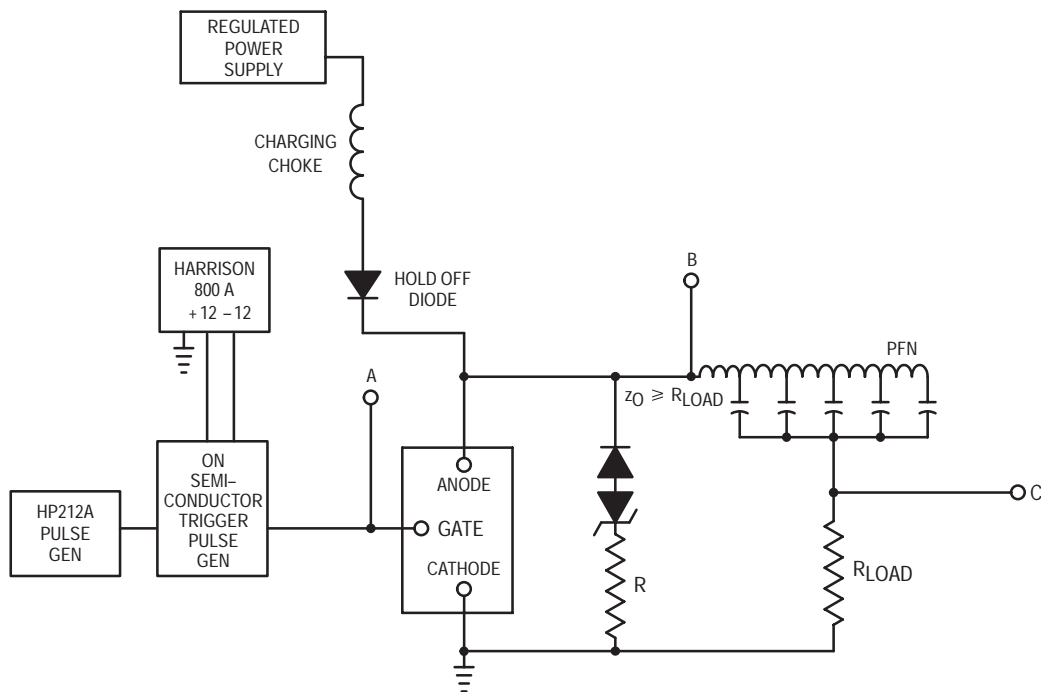 REGULATED
POWER
SUPPLY
CHARGING
CHOKE
HOLD OFF
DIODE
HARRISON
800 A
+12 –12
A
B
PFN
zO ≥ RLOAD
ON
SEMI–
CONDUCTOR
TRIGGER
PULSE
GEN
HP212A
PULSE
GEN
ANODE
GATE
CATHODE
C
R
RLOAD